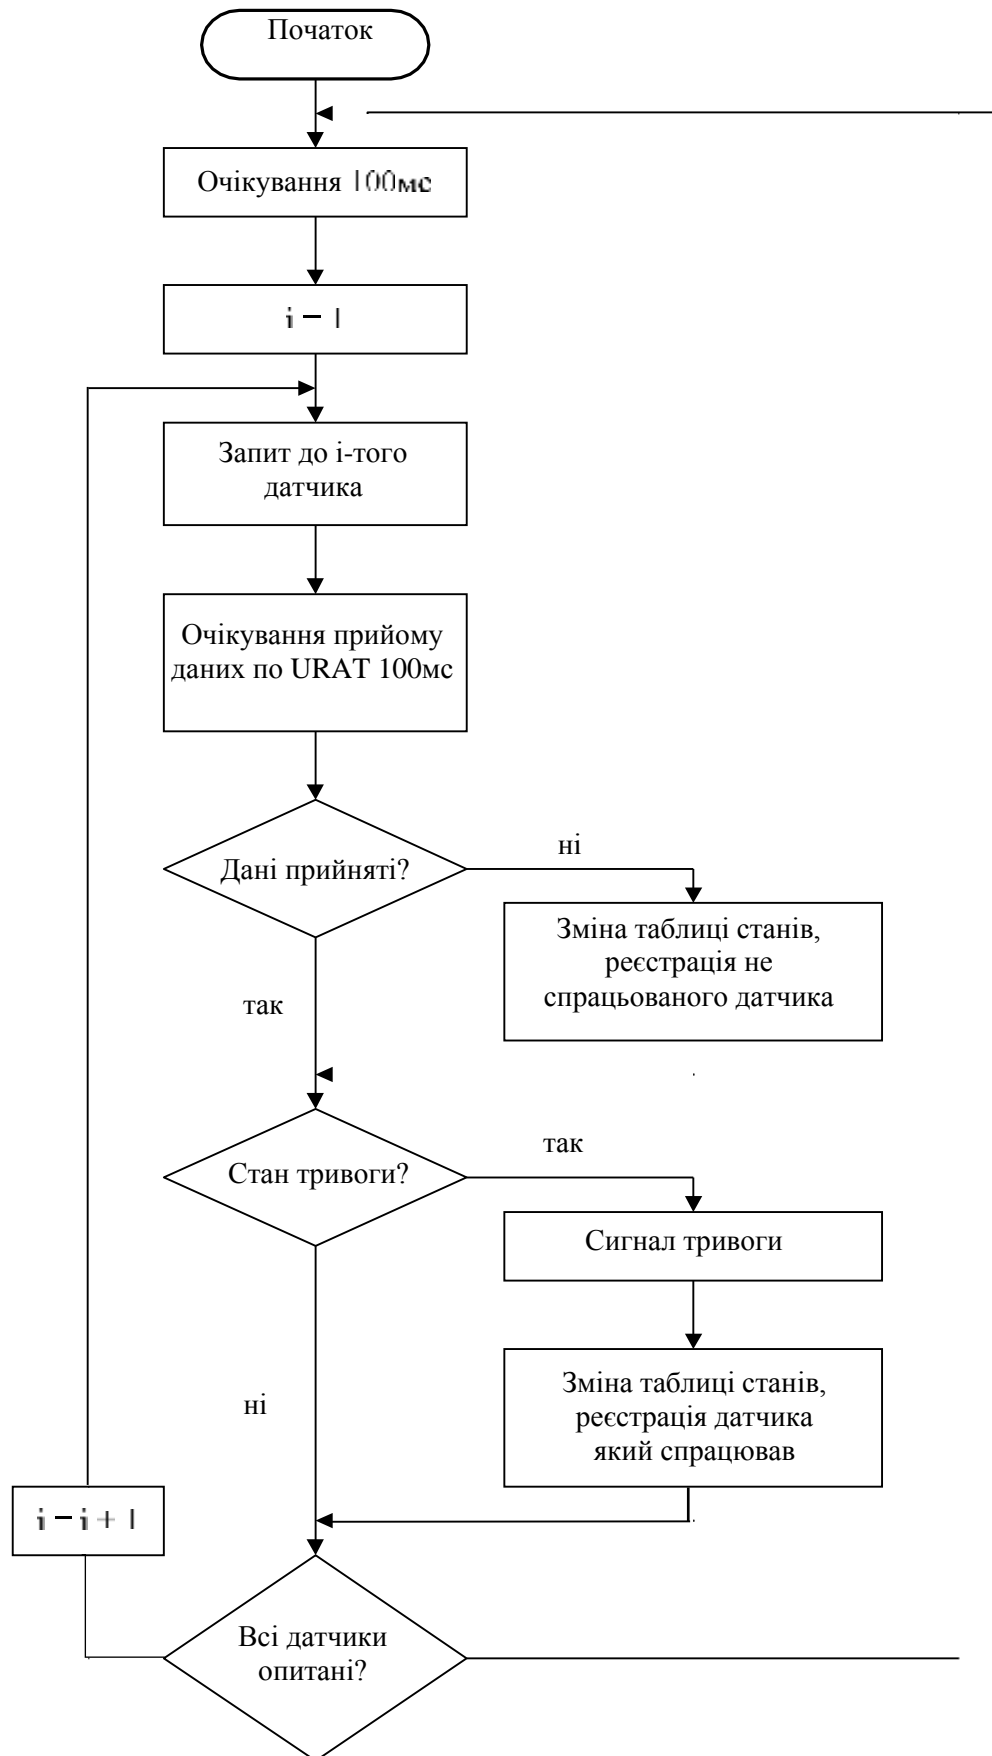 Початок
Очікування 100мс
i = 1
Запит до і-того
датчика
Очікування прийому
даних по URAT 100мс
Дані прийняті?
ні
Зміна таблиці станів,
реєстрація не
спрацьованого датчика
так
Стан тривоги?
так
Сигнал тривоги
Зміна таблиці станів,
реєстрація датчика
який спрацював
ні
i = i + 1
Всі датчики
опитані?